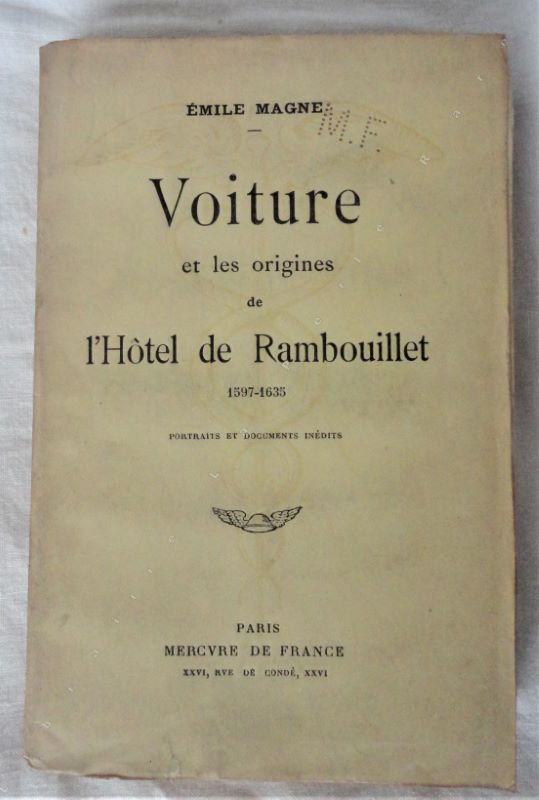 ÉMILE MAGNE
M.F.
Voiture
et les origines
de
l'Hôtel de Rambouillet
1597-1635
PORTRAITS ET DOCUMENTS INÉDITS
PARIS
MERCVRE DE FRANCE
XXVI, RVE DE CONDÉ, XXVI